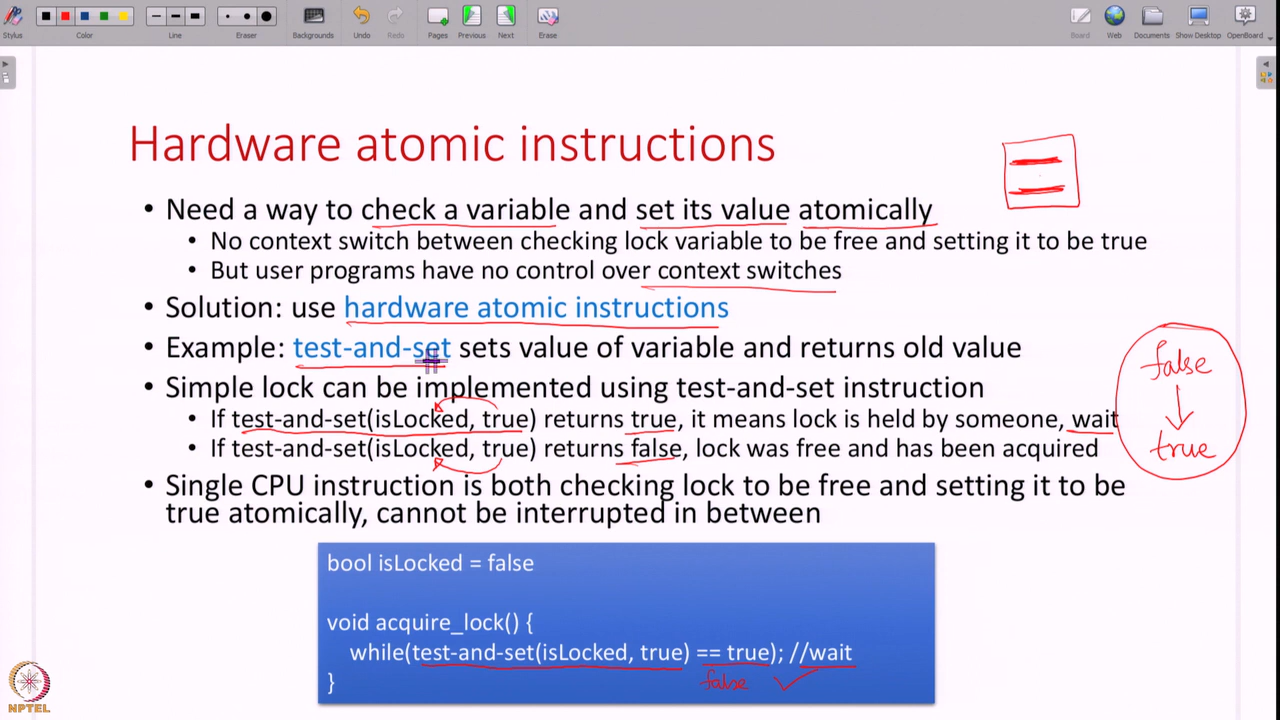 Stylus Color Line Eraser Backgrounds Undo Redo Pages Previous Next Erase Board Web Documents Show Desktop OpenBoard
Hardware atomic instructions
• Need a way to check a variable and set its value atomically
• No context switch between checking lock variable to be free and setting it to be true
• But user programs have no control over context switches
• Solution: use hardware atomic instructions
• Example: test-and-set sets value of variable and returns old value
• Simple lock can be implemented using test-and-set instruction
• If test-and-set(isLocked, true) returns true, it means lock is held by someone, wait
• If test-and-set(isLocked, true) returns false, lock was free and has been acquired
false
true
• Single CPU instruction is both checking lock to be free and setting it to be
true atomically, cannot be interrupted in between
bool isLocked = false
void acquire_lock() {
while(test-and-set(isLocked, true) == true); //wait
false
}
NPTEL